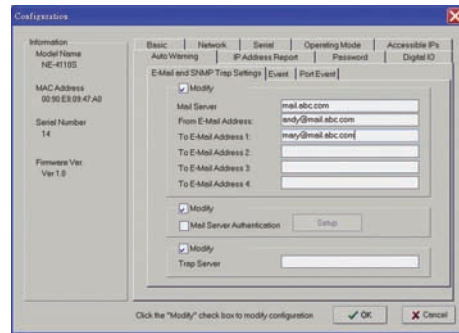 Configuration
Information
Model Name
NE-4110S
MAC Address
00:90:E8:09:47:A0
Serial Number
14
Firmware Ver.
Ver 1.0
Basic
Network
Serial
Operating Mode
Accessible IPs
Auto Warning
IP Address Report
Password
Digital IO
E-Mail and SNMP Trap Settings
Event
Port Event
Modify
Mail Server
mail.abc.com
From E-Mail Address:
andy@mail.abc.com
To E-Mail Address 1:
mary@mail.abc.com
To E-Mail Address 2:
To E-Mail Address 3:
To E-Mail Address 4:
Modify
Mail Server Authentication
Setup
Modify
Trap Server
Click the "Modify" check box to modify configuration
OK
Cancel